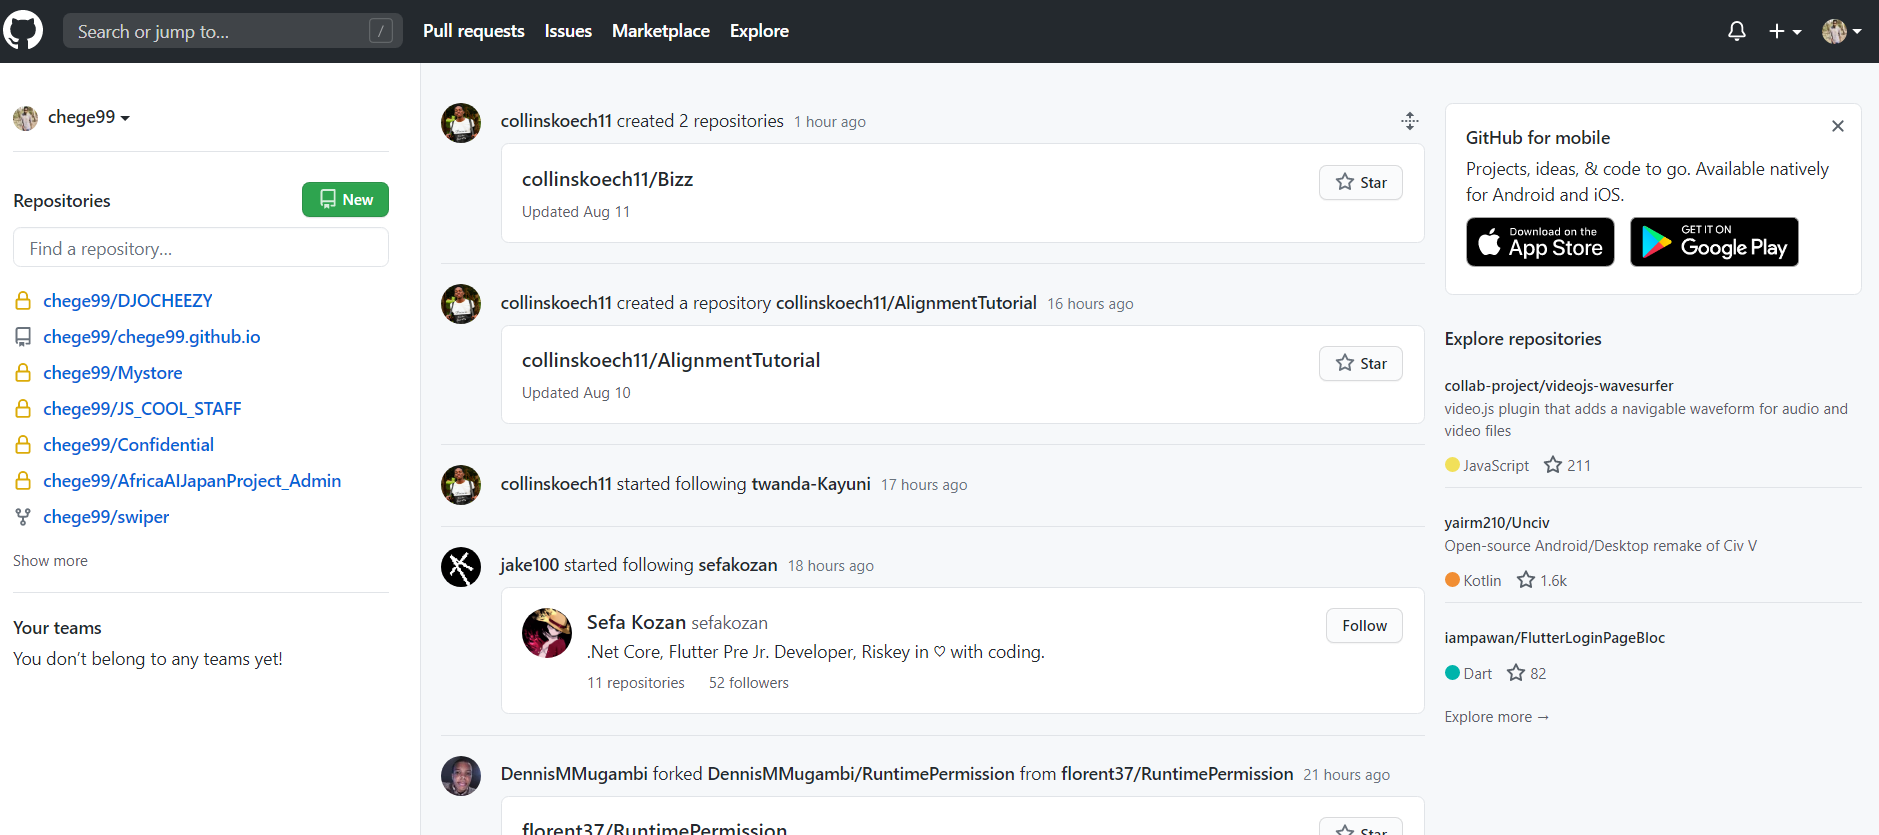 Search or jump to...
/
Pull requests
Issues
Marketplace
Explore
chege99
Repositories
New
Find a repository...
chege99/DJOCHEEZY
chege99/chege99.github.io
chege99/Mystore
chege99/JS_COOL_STAFF
chege99/Confidential
chege99/AfricaAIJapanProject_Admin
chege99/swiper
Show more
Your teams
You don't belong to any teams yet!
collinskoech11 created 2 repositories 1 hour ago
collinskoech11/Bizz
Star
Updated Aug 11
collinskoech11 created a repository collinskoech11/AlignmentTutorial 16 hours ago
collinskoech11/AlignmentTutorial
Star
Updated Aug 10
collinskoech11 started following twanda-Kayuni 17 hours ago
jake100 started following sefakozan 18 hours ago
Sefa Kozan sefakozan
Follow
.Net Core, Flutter Pre Jr. Developer, Riskey in ♡ with coding.
11 repositories 52 followers
DennisMMugambi forked DennisMMugambi/RuntimePermission from florent37/RuntimePermission 21 hours ago
florent37/RuntimePermission
Star
GitHub for mobile
Projects, ideas, & code to go. Available natively
for Android and iOS.
Download on the
App Store
GET IT ON
Google Play
Explore repositories
collab-project/videojs-wavesurfer
video.js plugin that adds a navigable waveform for audio and
video files
JavaScript 211
yairm210/Unciv
Open-source Android/Desktop remake of Civ V
Kotlin 1.6k
iampawan/FlutterLoginPageBloc
Dart 82
Explore more →